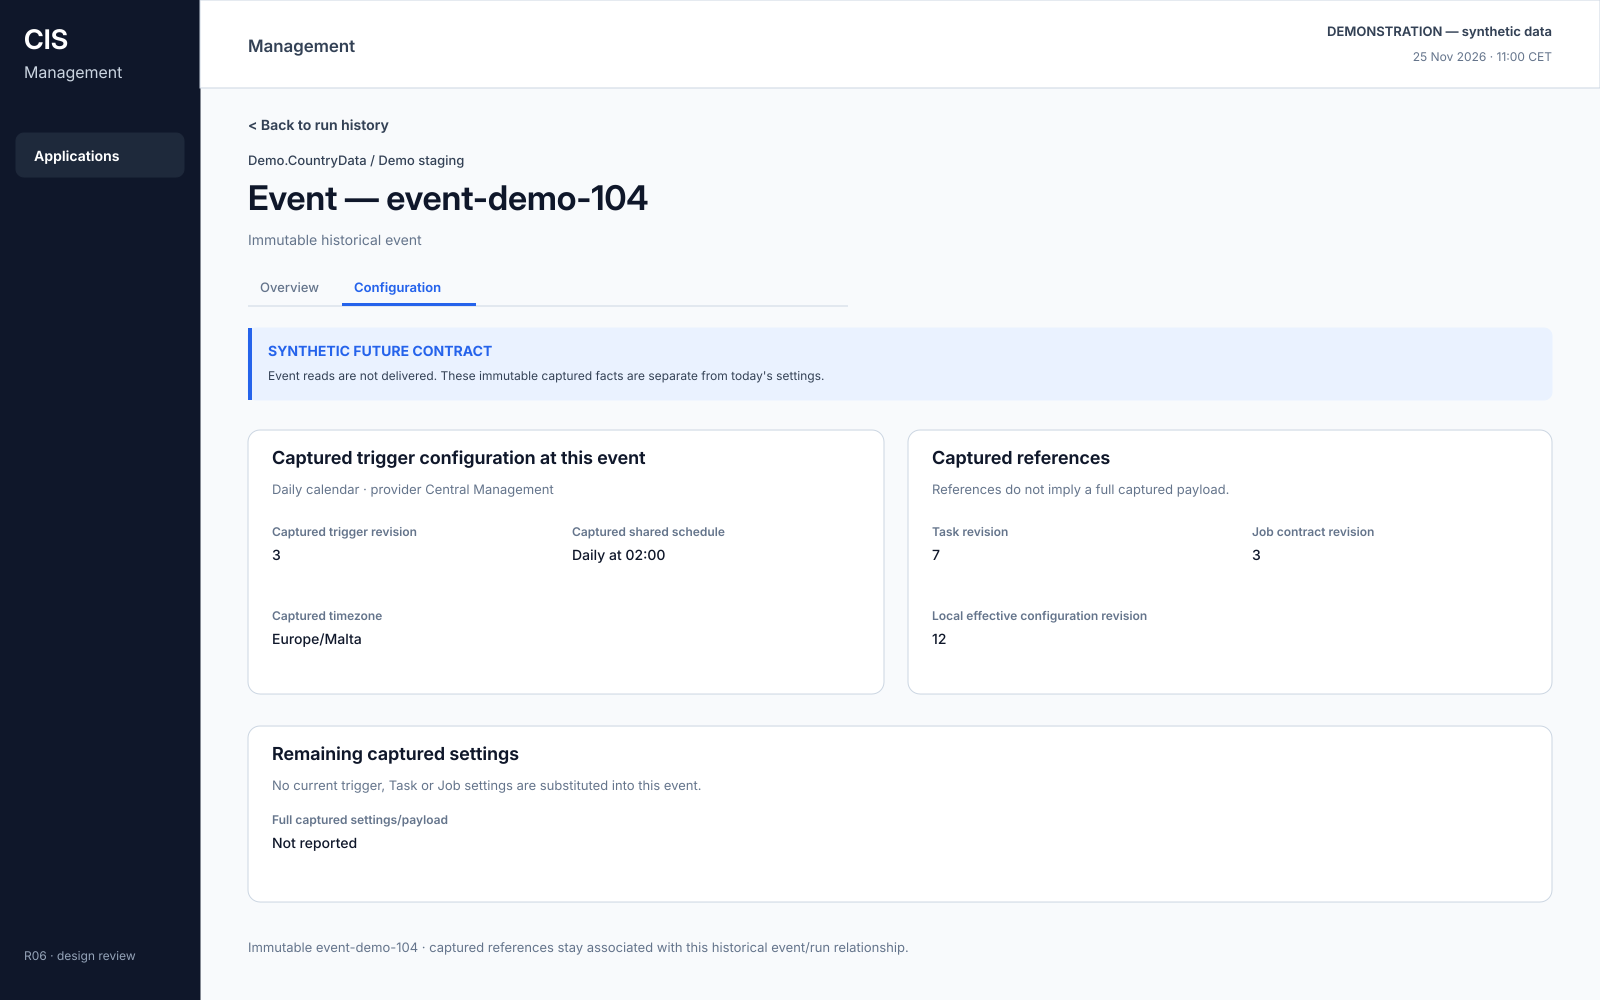 CIS
Management
Applications
R06 · design review
Management
DEMONSTRATION — synthetic data
25 Nov 2026 · 11:00 CET
< Back to run history
Demo.CountryData / Demo staging
Event — event-demo-104
Immutable historical event
Overview
Configuration
SYNTHETIC FUTURE CONTRACT
Event reads are not delivered. These immutable captured facts are separate from today's settings.
Captured trigger configuration at this event
Daily calendar · provider Central Management
Captured trigger revision
3
Captured shared schedule
Daily at 02:00
Captured timezone
Europe/Malta
Captured references
References do not imply a full captured payload.
Task revision
7
Job contract revision
3
Local effective configuration revision
12
Remaining captured settings
No current trigger, Task or Job settings are substituted into this event.
Full captured settings/payload
Not reported
Immutable event-demo-104 · captured references stay associated with this historical event/run relationship.